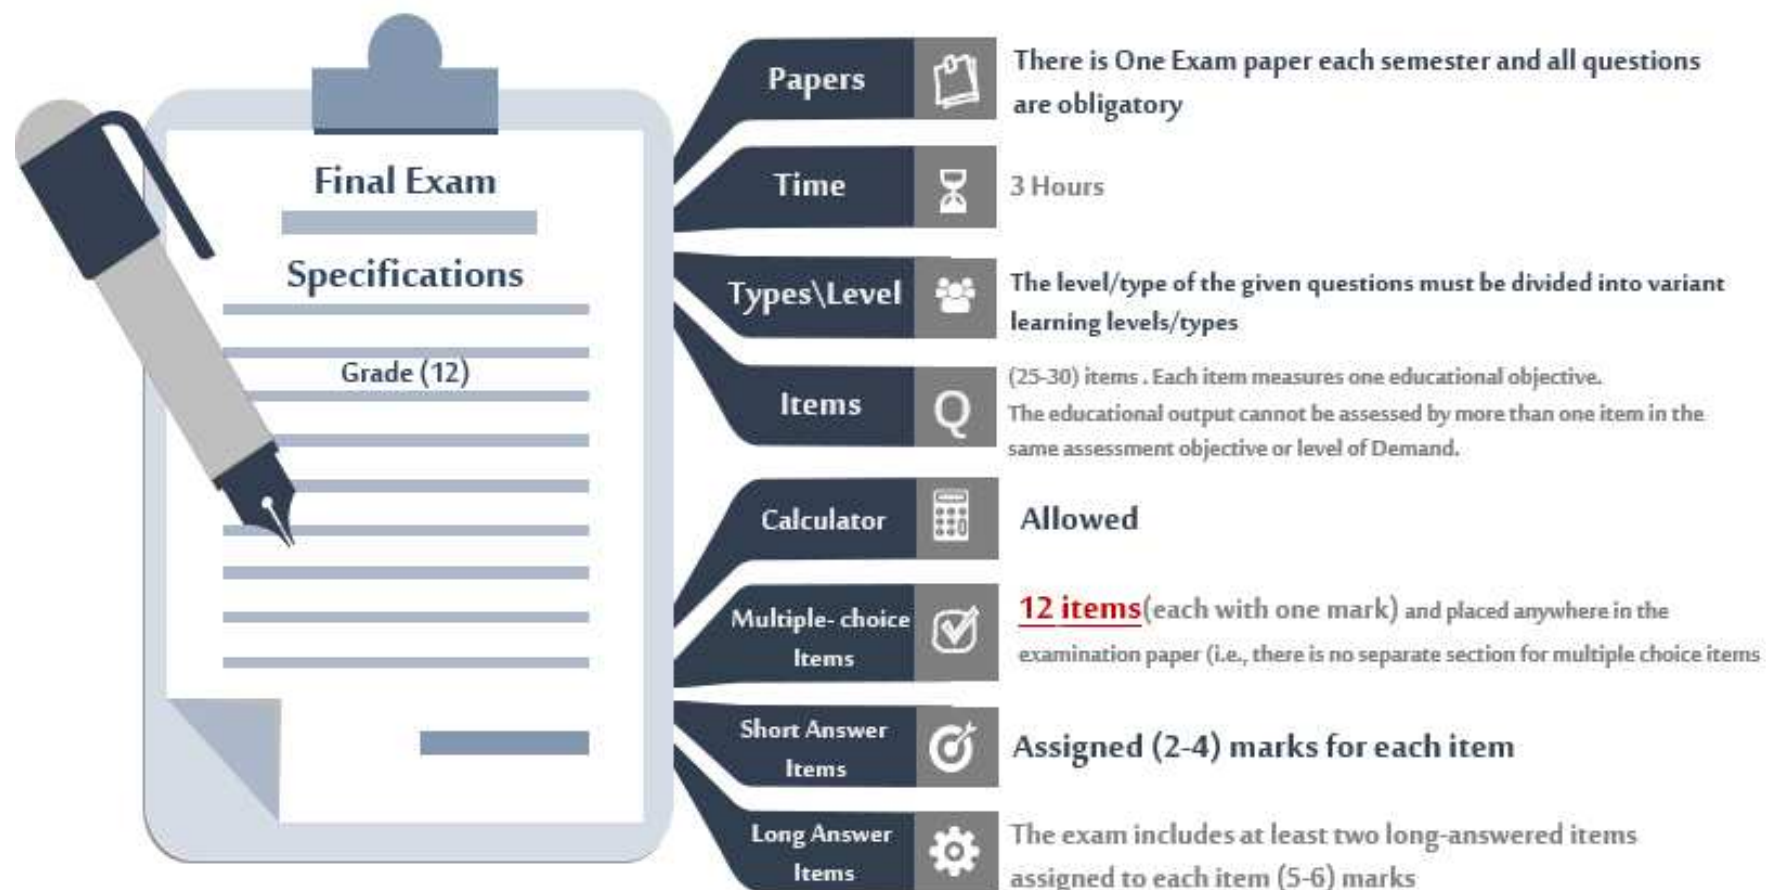 Final Exam
Specifications
Grade (12)
Papers
There is One Exam paper each semester and all questions
are obligatory
Time
3 Hours
Types\Level
The level/type of the given questions must be divided into variant
learning levels/types
Items
Q
(25-30) items . Each item measures one educational objective.
The educational output cannot be assessed by more than one item in the
same assessment objective or level of Demand.
Calculator
Allowed
Multiple- choice
Items
12 items(each with one mark) and placed anywhere in the
examination paper (i.e., there is no separate section for multiple choice items
Short Answer
Items
Assigned (2-4) marks for each item
Long Answer
Items
The exam includes at least two long-answered items
assigned to each item (5-6) marks